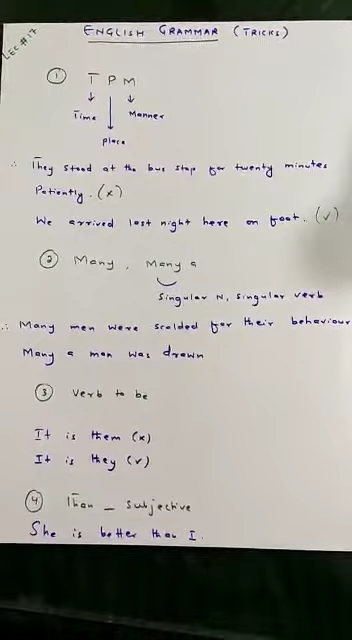 LEC #17
ENGLISH GRAMMAR (TRICKS)
① T P M
Time Manner
Place
∴ They stood at the bus stop for twenty minutes
Patiently. (x)
We arrived last night here on foot. (✓)
② Many, Many a
Singular N, singular verb
∴ Many men were scolded for their behaviour
Many a man was drawn
③ Verb to be
It is them (x)
It is they (✓)
④ Than _ subjective
She is better than I.